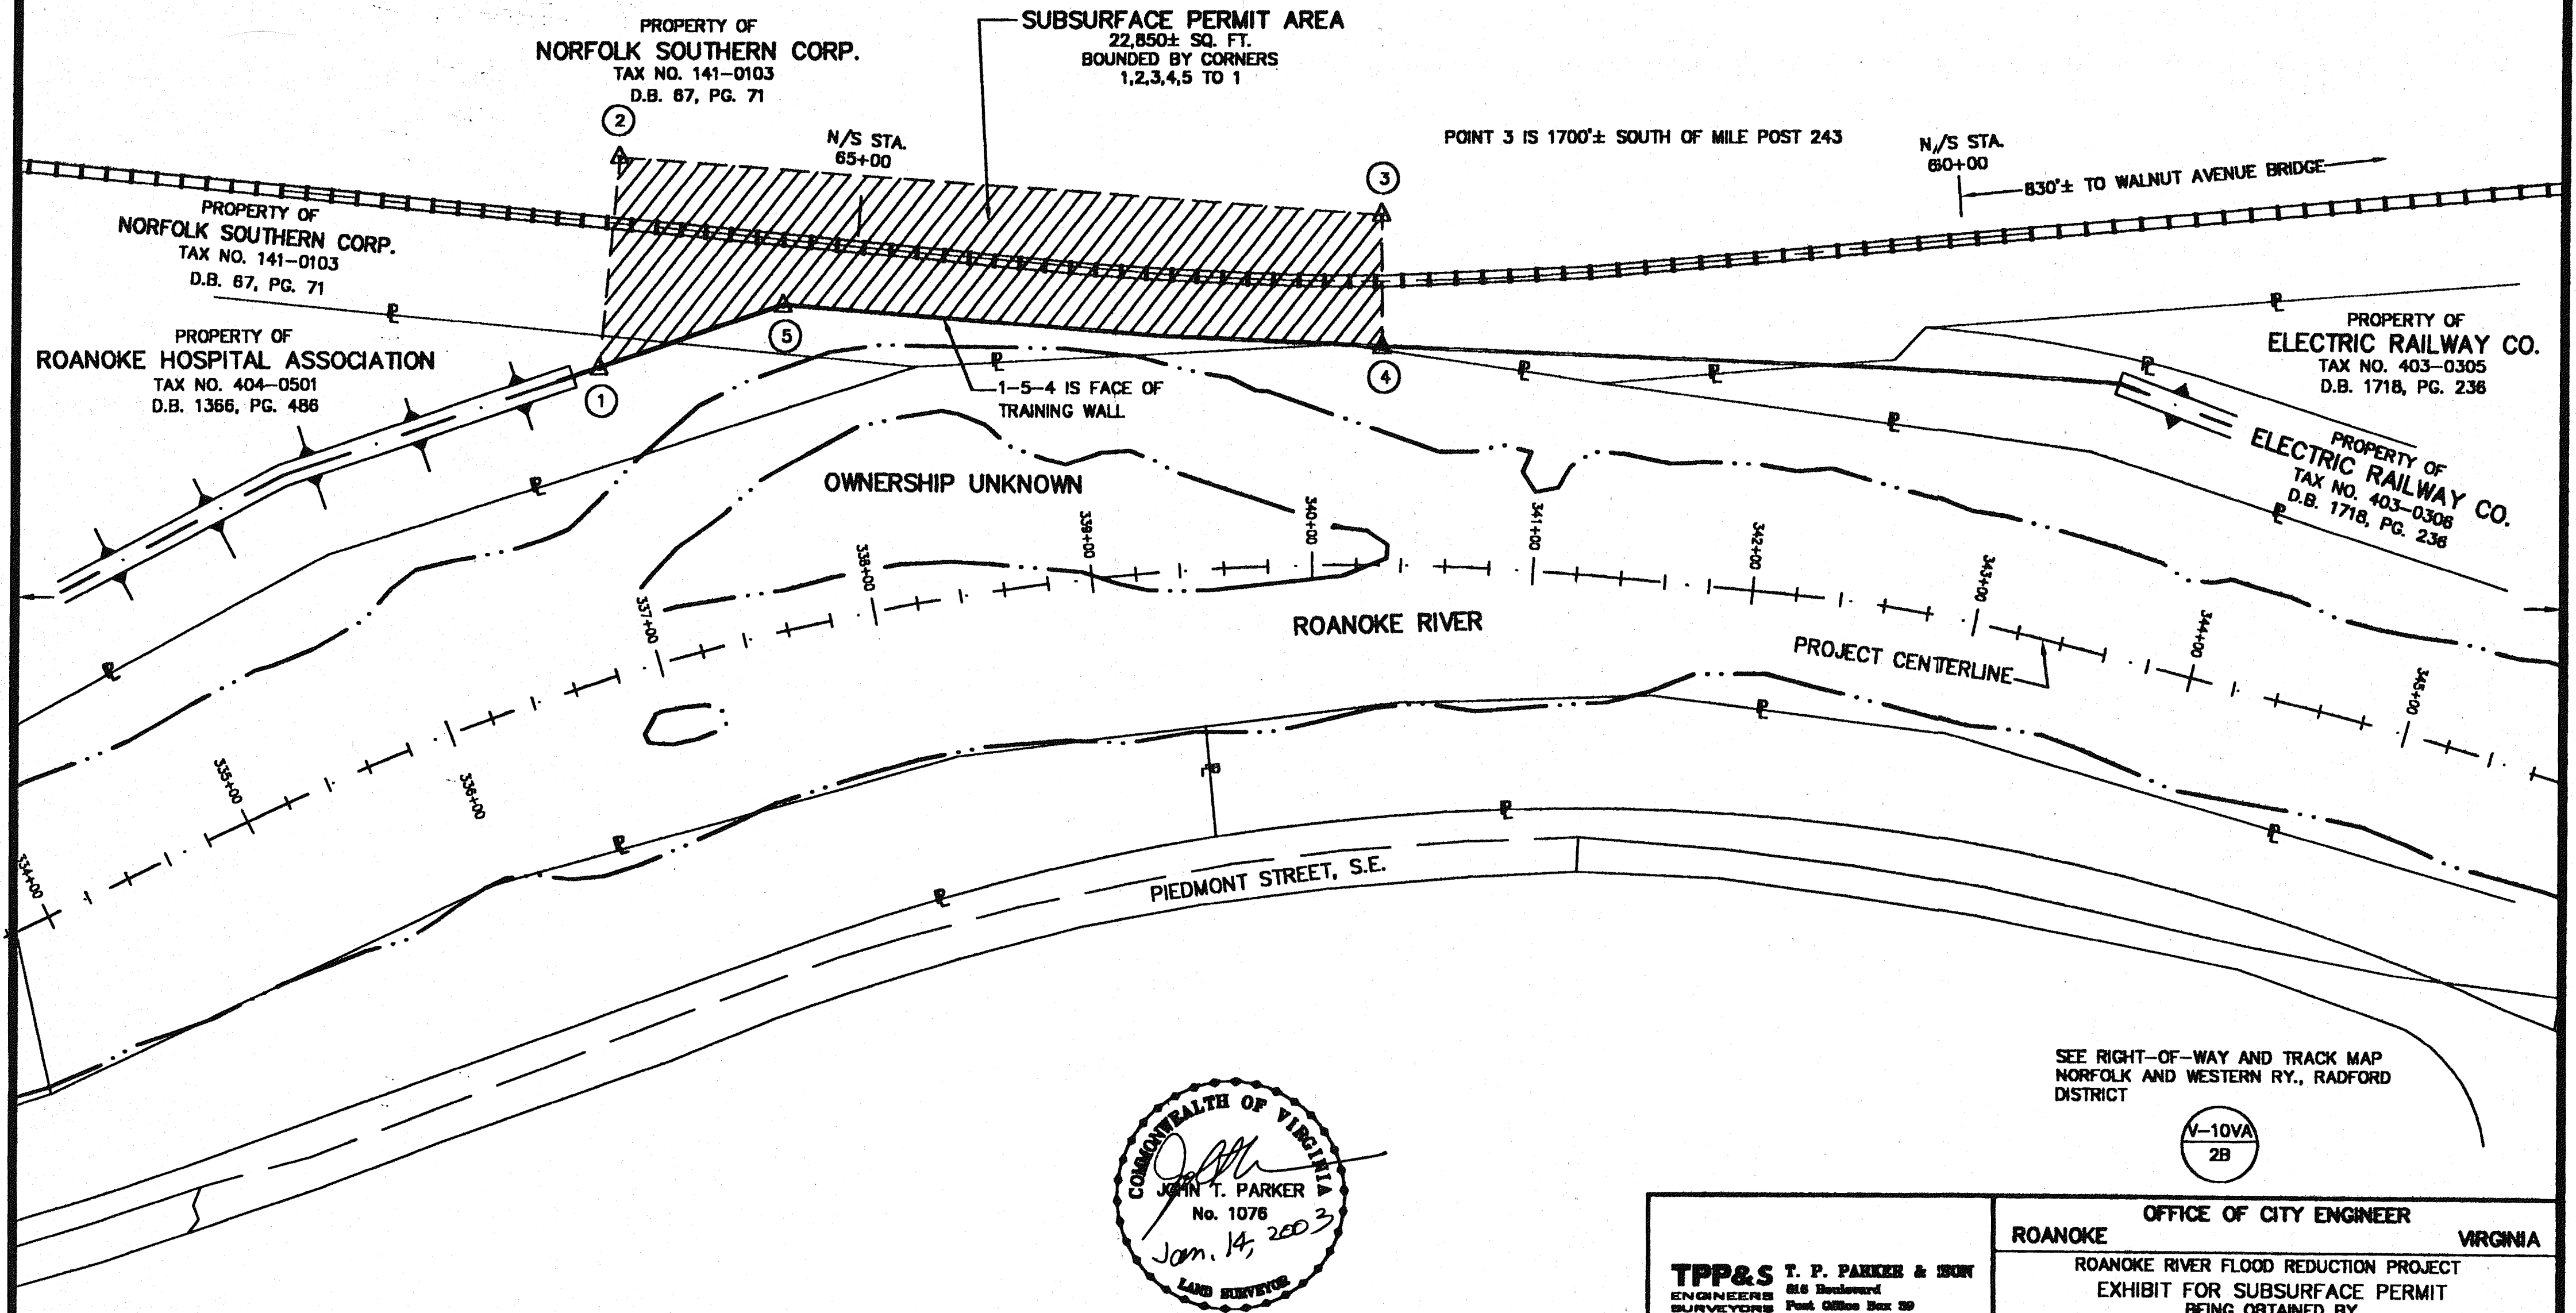 PROPERTY OF
NORFOLK SOUTHERN CORP.
TAX NO. 141-0103
D.B. 67, PG. 71
SUBSURFACE PERMIT AREA
22,850± SQ. FT.
BOUNDED BY CORNERS
1,2,3,4,5 TO 1
2
N/S STA.
65+00
POINT 3 IS 1700'± SOUTH OF MILE POST 243
3
N/S STA.
60+00
830'± TO WALNUT AVENUE BRIDGE
PROPERTY OF
NORFOLK SOUTHERN CORP.
TAX NO. 141-0103
D.B. 67, PG. 71
PROPERTY OF
ROANOKE HOSPITAL ASSOCIATION
TAX NO. 404-0501
D.B. 1366, PG. 486
1
5
4
1-5-4 IS FACE OF
TRAINING WALL
PROPERTY OF
ELECTRIC RAILWAY CO.
TAX NO. 403-0305
D.B. 1718, PG. 236
PROPERTY OF
ELECTRIC RAILWAY CO.
TAX NO. 403-0306
D.B. 1718, PG. 236
OWNERSHIP UNKNOWN
334+00
335+00
336+00
337+00
338+00
339+00
340+00
341+00
342+00
343+00
344+00
345+00
ROANOKE RIVER
PROJECT CENTERLINE
PIEDMONT STREET, S.E.
SEE RIGHT-OF-WAY AND TRACK MAP
NORFOLK AND WESTERN RY., RADFORD
DISTRICT
V-10VA
2B
COMMONWEALTH OF VIRGINIA
JOHN T. PARKER
No. 1076
Jan. 14, 2003
LAND SURVEYOR
TPP&S
ENGINEERS
SURVEYORS
T. P. PARKER & SON
816 Boulevard
Post Office Box 39
OFFICE OF CITY ENGINEER
ROANOKE VIRGINIA
ROANOKE RIVER FLOOD REDUCTION PROJECT
EXHIBIT FOR SUBSURFACE PERMIT
BEING OBTAINED BY